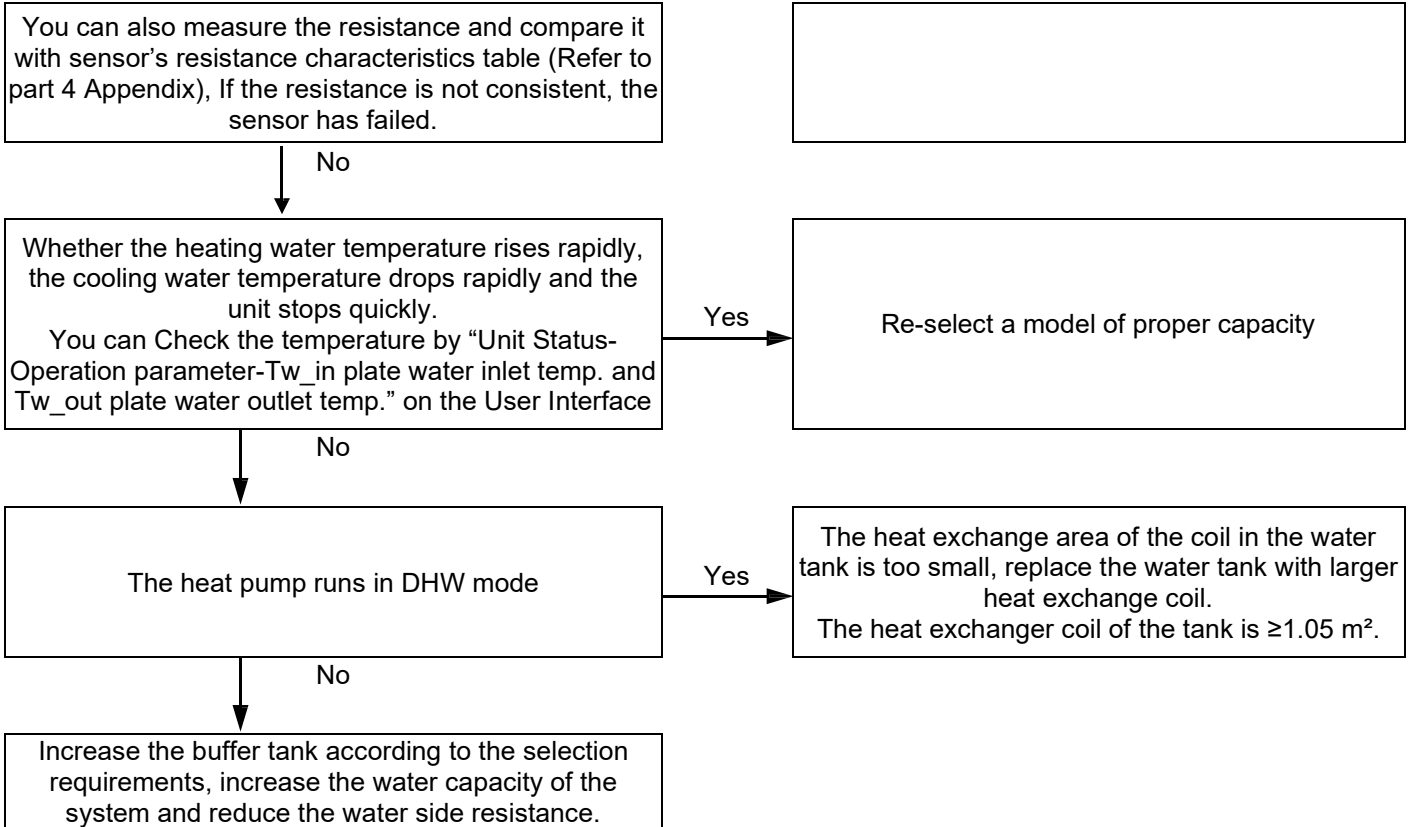 You can also measure the resistance and compare it
with sensor’s resistance characteristics table (Refer to
part 4 Appendix), If the resistance is not consistent, the
sensor has failed.
No
Whether the heating water temperature rises rapidly,
the cooling water temperature drops rapidly and the
unit stops quickly.
You can Check the temperature by “Unit Status-
Operation parameter-Tw_in plate water inlet temp. and
Tw_out plate water outlet temp.” on the User Interface
Yes
Re-select a model of proper capacity
No
The heat pump runs in DHW mode
Yes
The heat exchange area of the coil in the water
tank is too small, replace the water tank with larger
heat exchange coil.
The heat exchanger coil of the tank is ≥1.05 m².
No
Increase the buffer tank according to the selection
requirements, increase the water capacity of the
system and reduce the water side resistance.